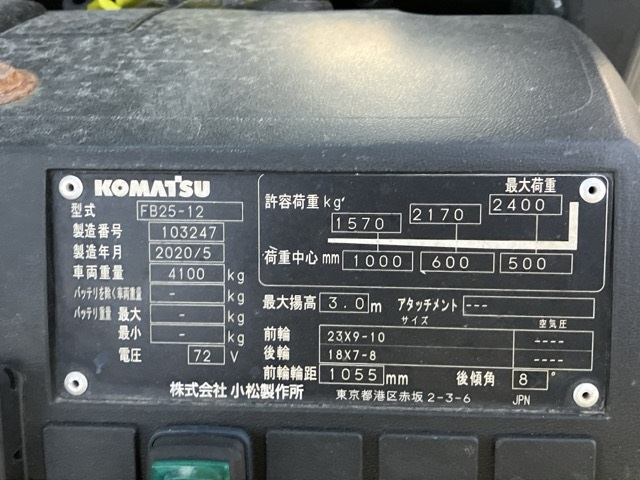 KOMATSU
型式 FB25-12
製造番号 103247
製造年月 2020/5
車両重量 4100 kg
バッテリを除く車両重量 - kg
バッテリ重量 最大 - kg
最小 - kg
電圧 72 V
株式会社 小松製作所
最大荷重
許容荷重 kg 1570 2170 2400
荷重中心 mm 1000 600 500
最大揚高 3.0 m アタッチメント ---
サイズ 空気圧
前輪 23X9-10 ----
後輪 18X7-8 ----
前輪輪距 1055 mm 後傾角 8°
東京都港区赤坂 2-3-6 JPN